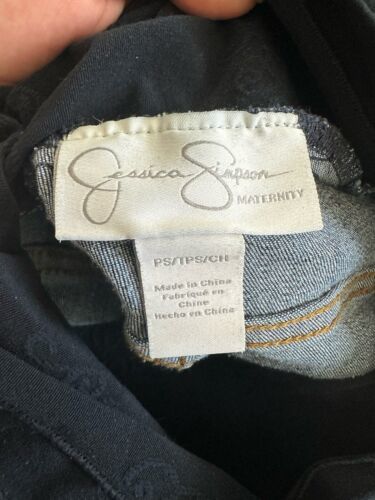 Jessica Simpson
MATERNITY
PS/TPS/CH
Made in China
Fabriqué en
Chine
Hecho en China